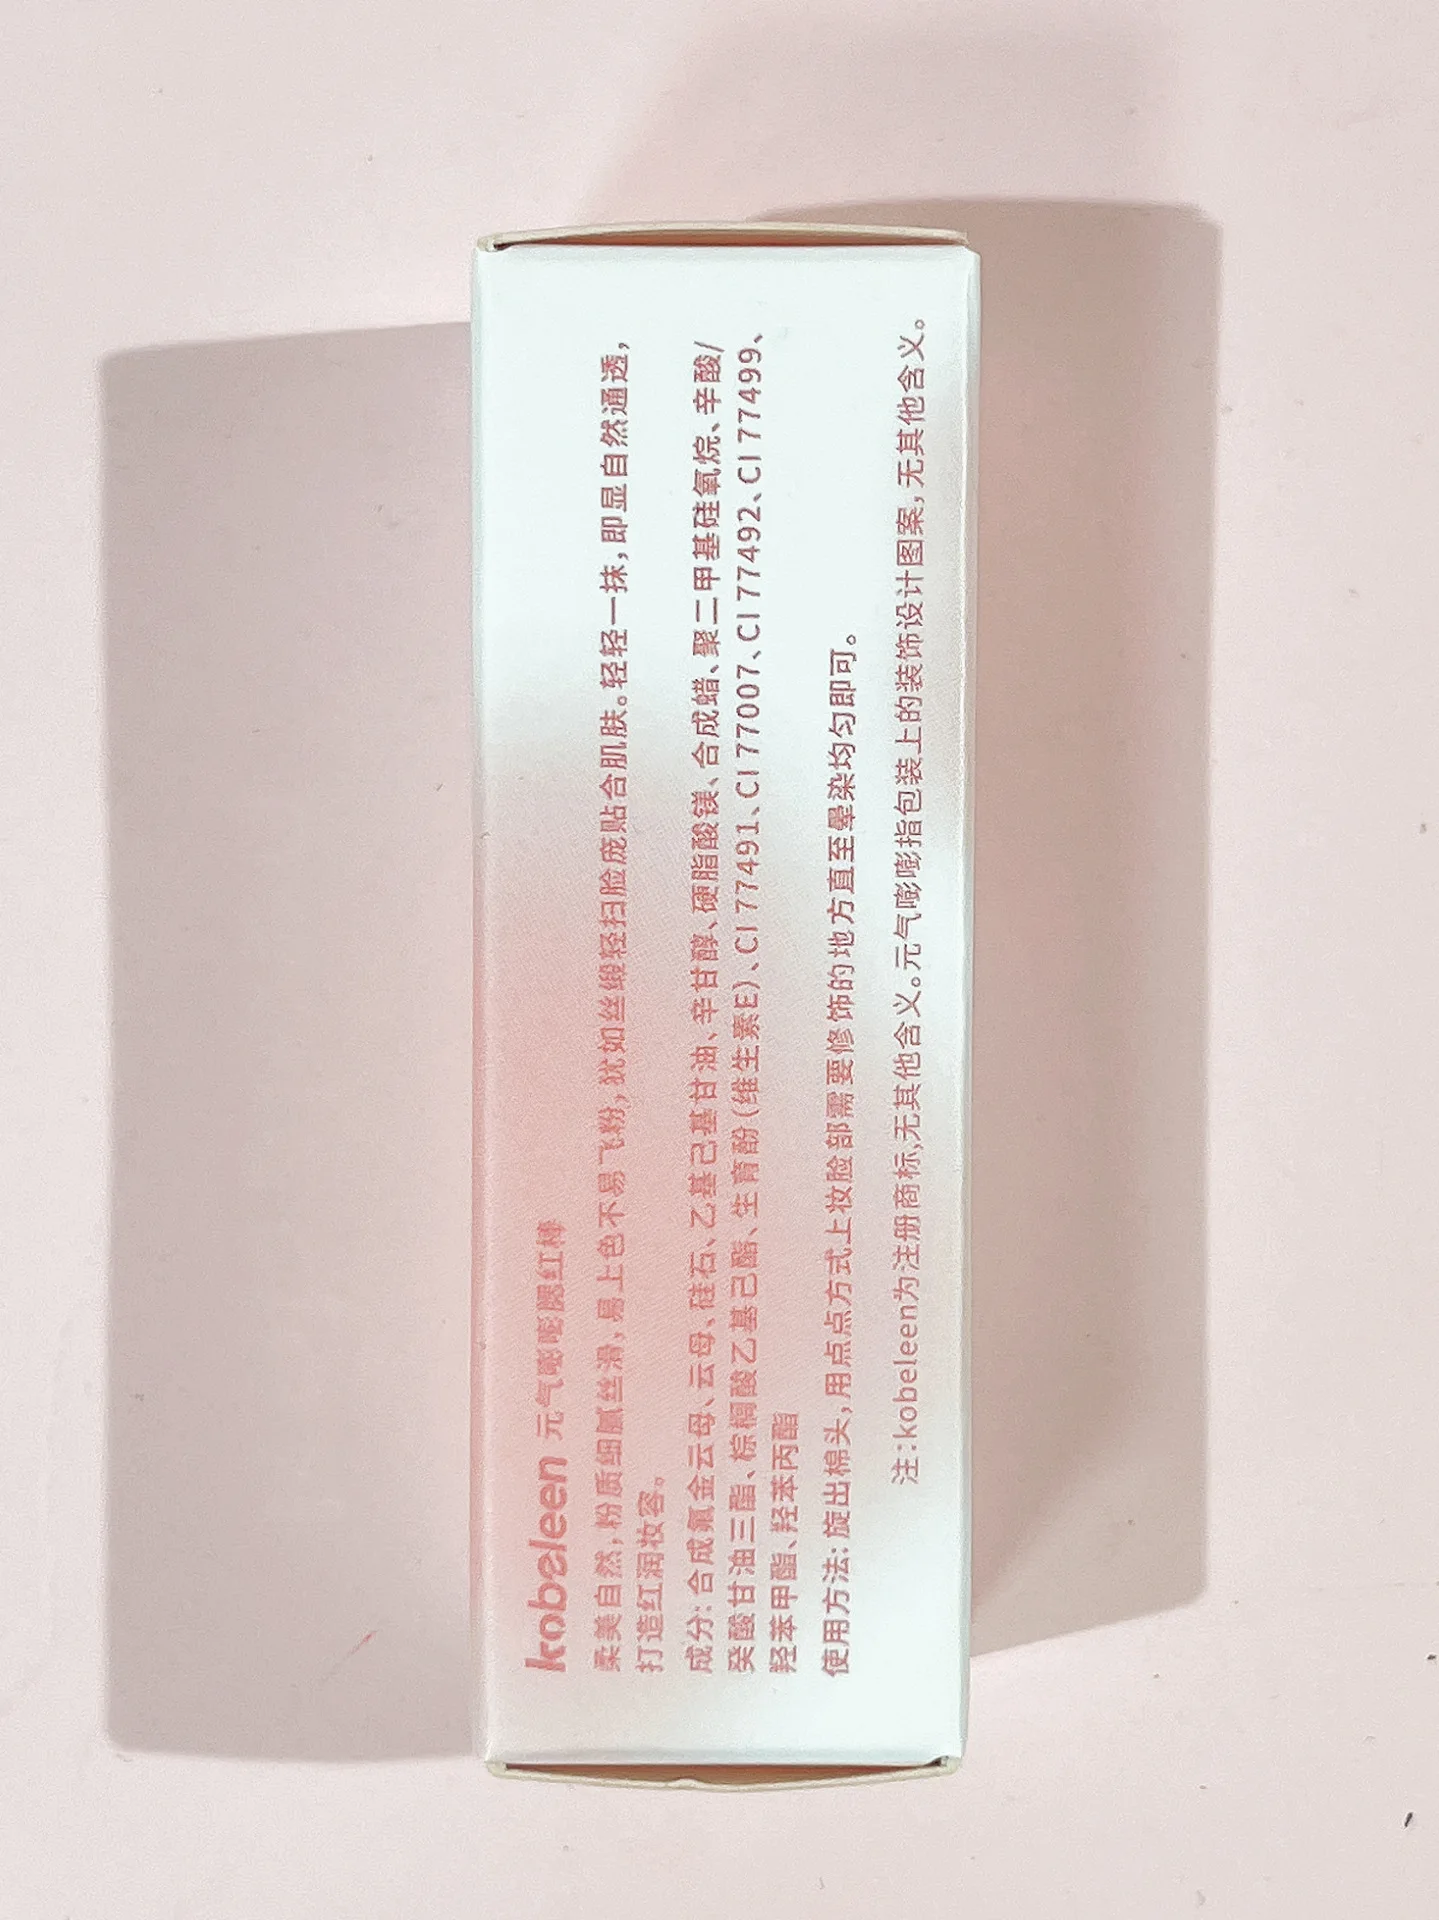 kobeleen 元气嘭嘭腮红棒
柔美自然,粉质细腻丝滑,易上色不易飞粉,犹如丝缎轻扫脸庞贴合肌肤。轻轻一抹,即显自然通透,
打造红润妆容。
成分:合成氟金云母、云母、硅石、乙基己基甘油、辛甘醇、硬脂酸镁、合成蜡、聚二甲基硅氧烷、辛酸/
癸酸甘油三酯、棕榈酸乙基己酯、生育酚(维生素E)、CI 77491、CI 77007、CI 77492、CI 77499、
羟苯甲酯、羟苯丙酯
使用方法:旋出棉头,用点点方式上妆脸部需要修饰的地方直至晕染均匀即可。
注:kobeleen为注册商标,无其他含义。元气嘭嘭指包装上的装饰设计图案,无其他含义。